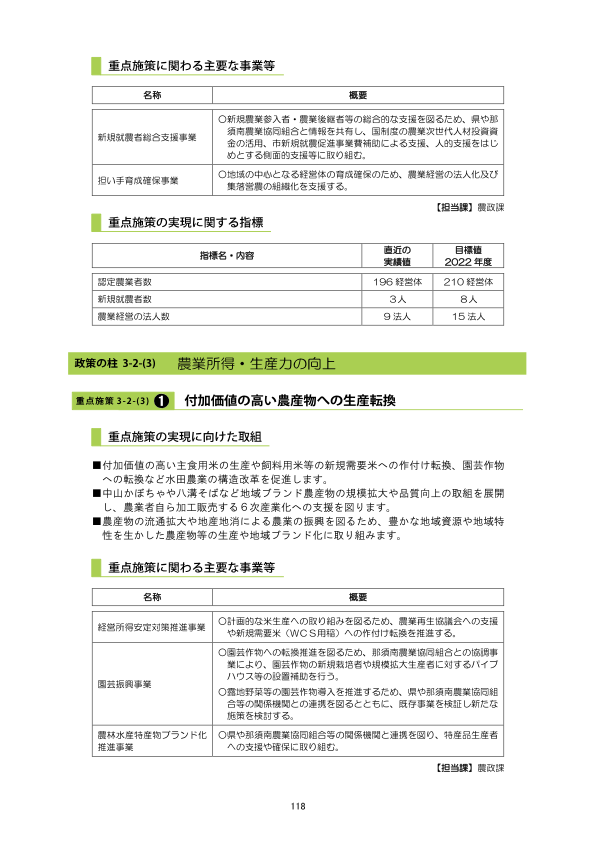 重点施策に関わる主要な事業等
名称 概要
新規就農者総合支援事業
○新規農業参入者・農業後継者等の総合的な支援を図るため、県や那
須南農業協同組合と情報を共有し、国制度の農業次世代人材投資資
金の活用、市新規就農促進事業費補助による支援、人的支援をはじ
めとする側面的支援等に取り組む。
担い手育成確保事業
○地域の中心となる経営体の育成確保のため、農業経営の法人化及び
集落営農の組織化を支援する。
【担当課】農政課
重点施策の実現に関する指標
指標名・内容 直近の 目標値
実績値 2022年度
認定農業者数 196経営体 210経営体
新規就農者数 3人 8人
農業経営の法人数 9法人 15法人
政策の柱 3-2-(3) 農業所得・生産力の向上
重点施策 3-2-(3) ❶ 付加価値の高い農産物への生産転換
重点施策の実現に向けた取組
■付加価値の高い主食用米の生産や飼料用米等の新規需要米への作付け転換、園芸作物
への転換など水田農業の構造改革を促進します。
■中山かぼちゃや八溝そばなど地域ブランド農産物の規模拡大や品質向上の取組を展開
し、農業者自ら加工販売する6次産業化への支援を図ります。
■農産物の流通拡大や地産地消による農業の振興を図るため、豊かな地域資源や地域特
性を生かした農産物等の生産や地域ブランド化に取り組みます。
重点施策に関わる主要な事業等
名称 概要
経営所得安定対策推進事業
○計画的な米生産への取り組みを図るため、農業再生協議会への支援
や新規需要米（WCS用稲）への作付け転換を推進する。
園芸振興事業
○園芸作物への転換推進を図るため、那須南農業協同組合との協調事
業により、園芸作物の新規栽培者や規模拡大生産者に対するパイプ
ハウス等の設置補助を行う。
○露地野菜等の園芸作物導入を推進するため、県や那須南農業協同組
合等の関係機関との連携を図るとともに、既存事業を検証し新たな
施策を検討する。
農林水産特産物ブランド化
推進事業
○県や那須南農業協同組合等の関係機関と連携を図り、特産品生産者
への支援や確保に取り組む。
【担当課】農政課
118